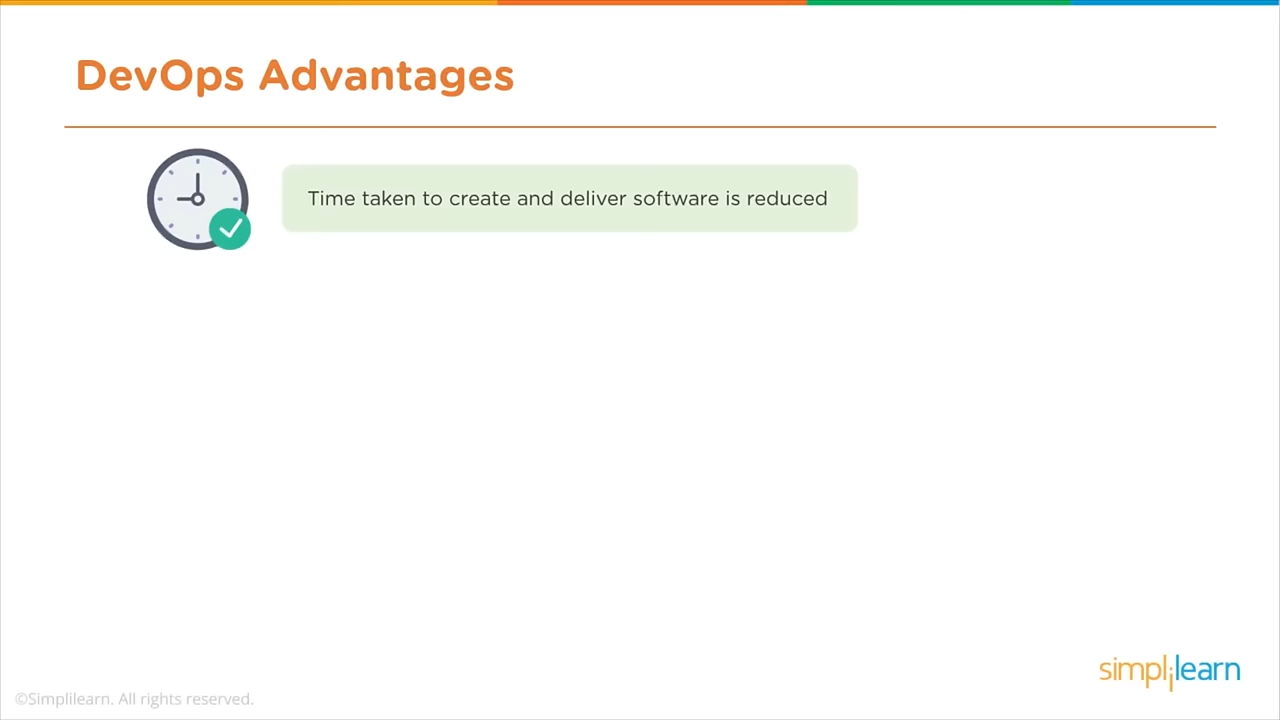 DevOps Advantages
Time taken to create and deliver software is reduced
simplilearn
©Simplilearn. All rights reserved.